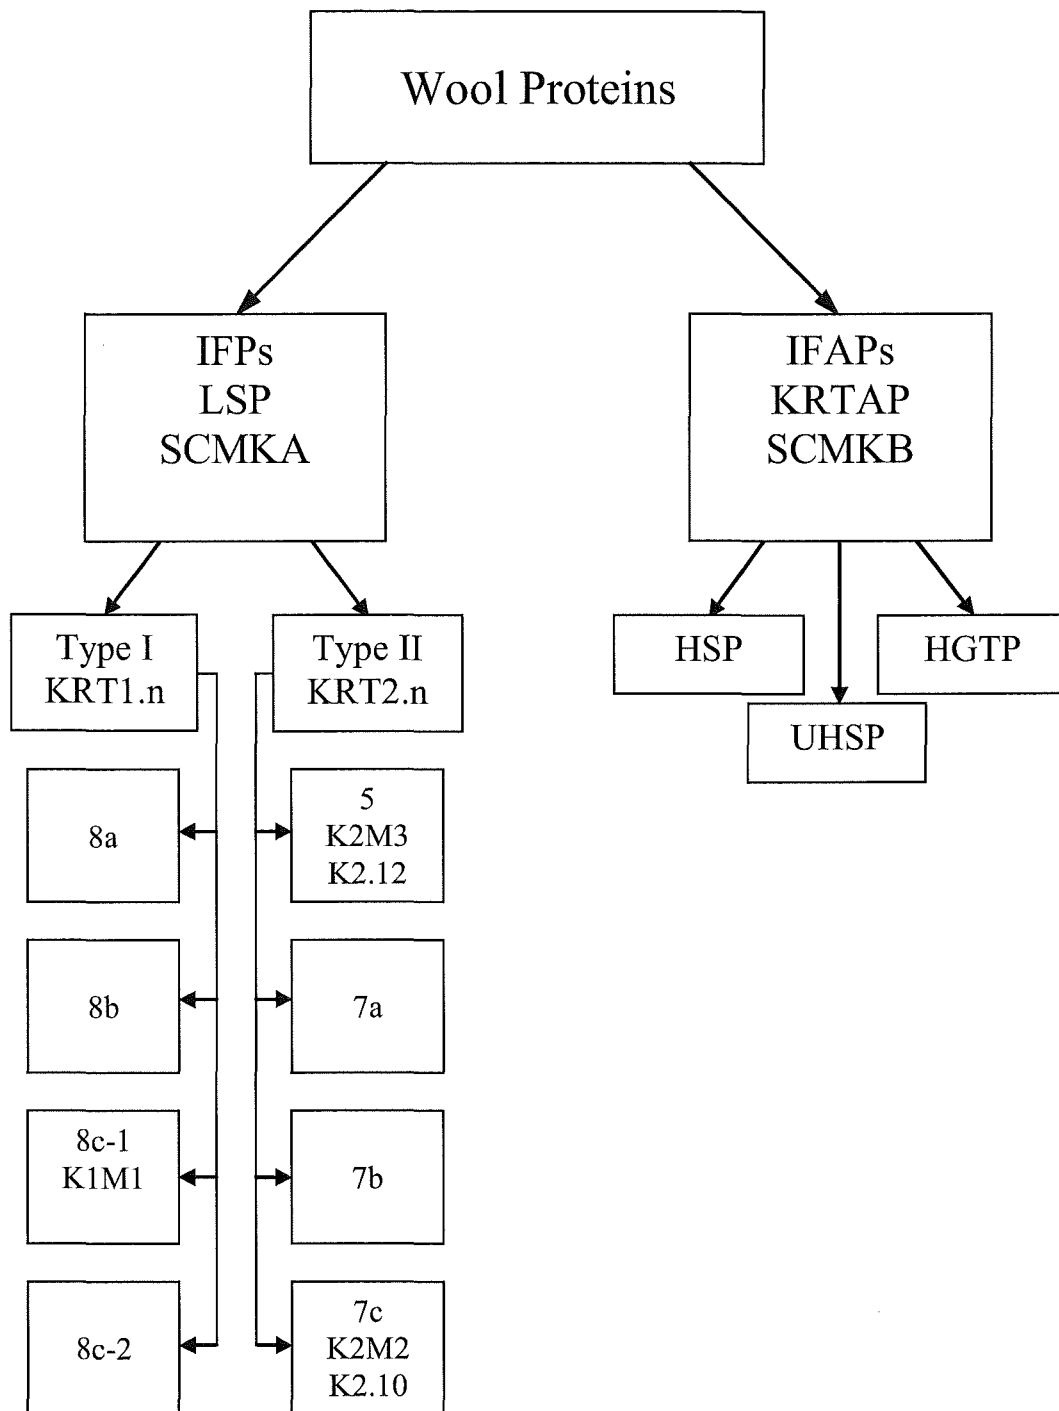 Wool Proteins
IFPs
LSP
SCMKA
IFAPs
KRTAP
SCMKB
Type I
KRT1.n
Type II
KRT2.n
HSP
UHSP
HGTP
8a
5
K2M3
K2.12
8b
7a
8c-1
K1M1
7b
8c-2
7c
K2M2
K2.10